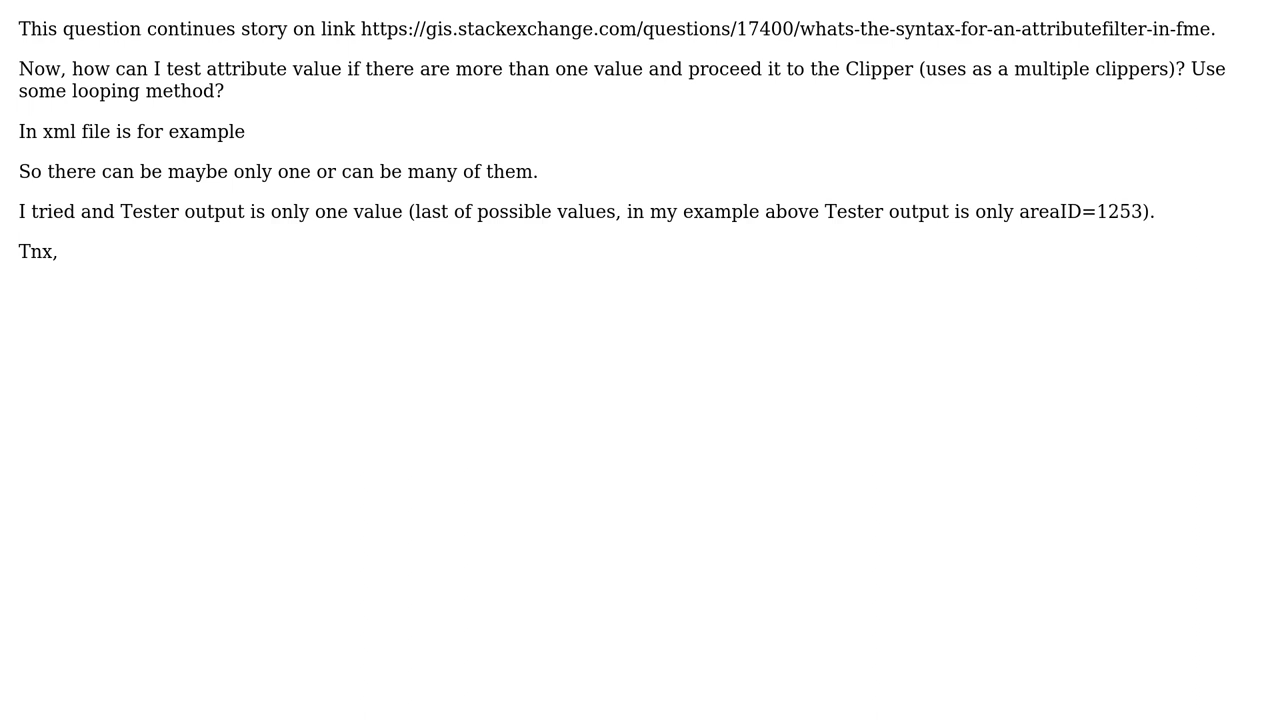 This question continues story on link https://gis.stackexchange.com/questions/17400/whats-the-syntax-for-an-attributefilter-in-fme.
Now, how can I test attribute value if there are more than one value and proceed it to the Clipper (uses as a multiple clippers)? Use
some looping method?
In xml file is for example
So there can be maybe only one or can be many of them.
I tried and Tester output is only one value (last of possible values, in my example above Tester output is only areaID=1253).
Tnx,